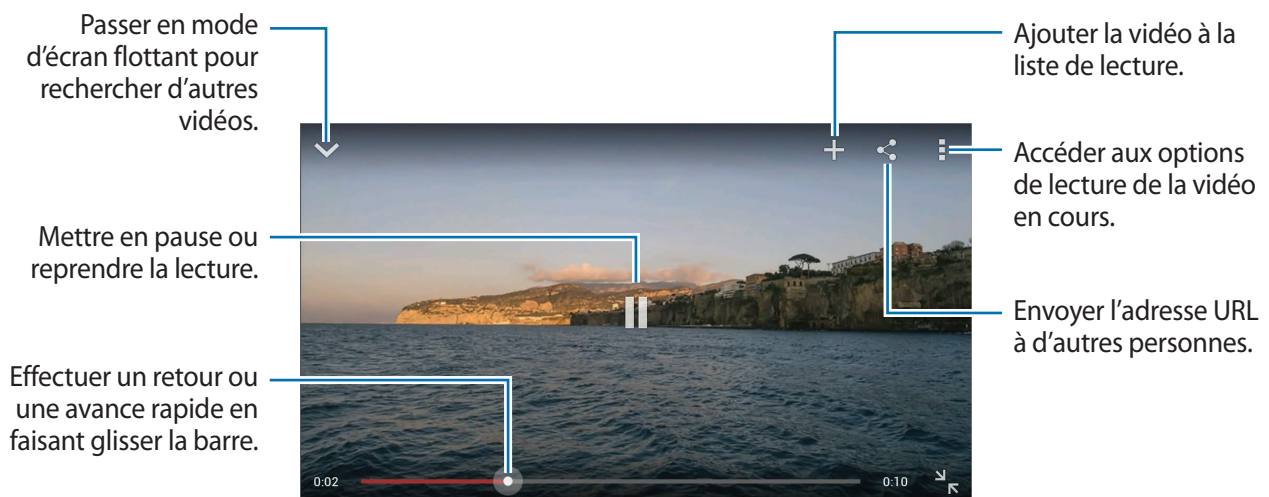 Passer en mode
d'écran flottant pour
rechercher d'autres
vidéos.
Mettre en pause ou
reprendre la lecture.
Effectuer un retour ou
une avance rapide en
faisant glisser la barre.
Ajouter la vidéo à la
liste de lecture.
Accéder aux options
de lecture de la vidéo
en cours.
Envoyer l'adresse URL
à d'autres personnes.
0:02
0:10